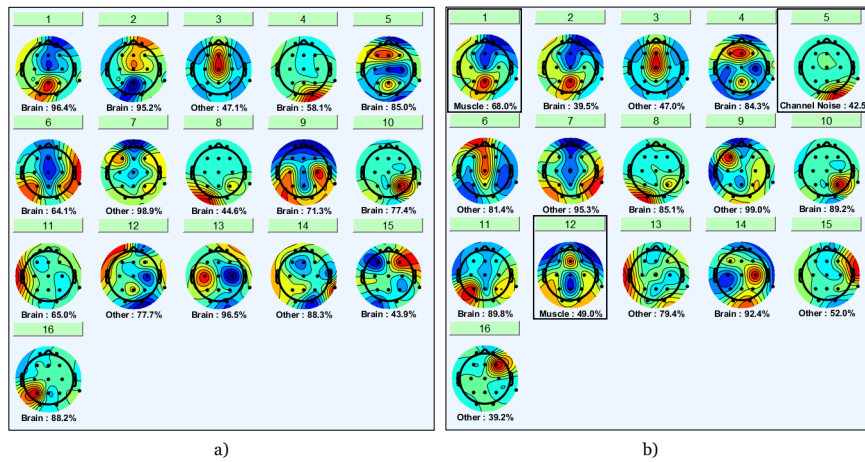 1 2 3 4 5
Brain : 96.4% Brain : 95.2% Other : 47.1% Brain : 58.1% Brain : 85.0%
6 7 8 9 10
Brain : 64.1% Other : 98.9% Brain : 44.6% Brain : 71.3% Brain : 77.4%
11 12 13 14 15
Brain : 65.0% Other : 77.7% Brain : 96.5% Other : 88.3% Brain : 43.9%
16
Brain : 88.2%
a)
1 2 3 4 5
Muscle : 68.0% Brain : 39.5% Other : 47.0% Brain : 84.3% Channel Noise : 42.5
6 7 8 9 10
Other : 81.4% Other : 95.3% Brain : 85.1% Other : 99.0% Brain : 89.2%
11 12 13 14 15
Brain : 89.8% Muscle : 49.0% Other : 79.4% Brain : 92.4% Other : 52.0%
16
Other : 39.2%
b)